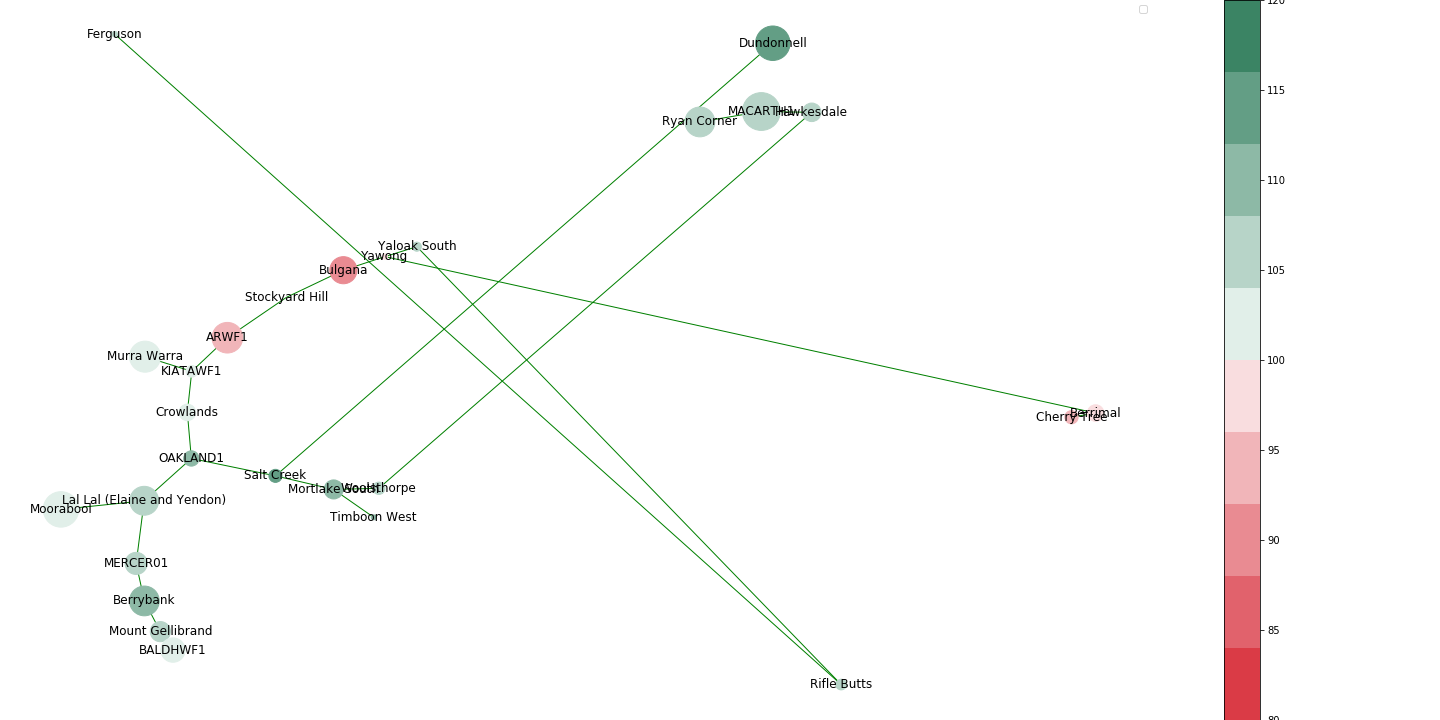 Ferguson
Dundonnell
MACARTH1
Hawkesdale
Ryan Corner
Yaloak South
Yawong
Bulgana
Stockyard Hill
ARWF1
Murra Warra
KIATAWF1
Crowlands
Berrimal
Cherry Tree
OAKLAND1
Salt Creek
Mortlake South
Woolsthorpe
Lal Lal (Elaine and Yendon)
Moorabool
Timboon West
MERCER01
Berrybank
Mount Gellibrand
BALDHWF1
Rifle Butts
120
115
110
105
100
95
90
85
80